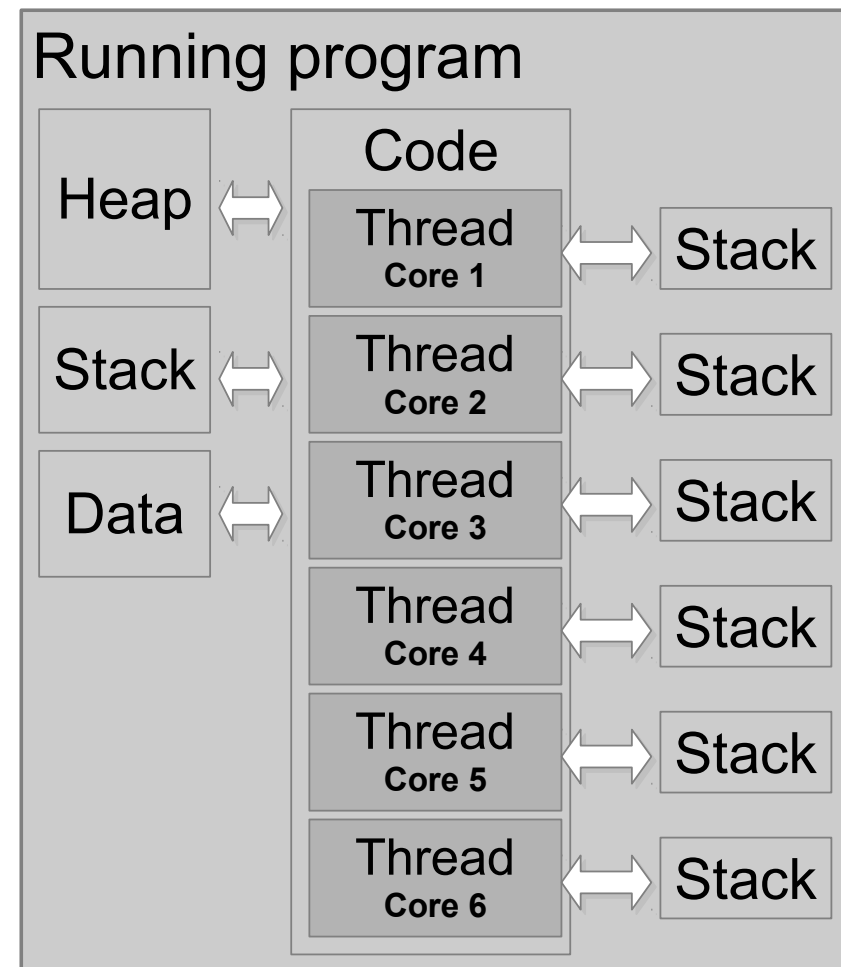 Running program
Heap
Stack
Data
Code
Thread
Core 1
Stack
Thread
Core 2
Stack
Thread
Core 3
Stack
Thread
Core 4
Stack
Thread
Core 5
Stack
Thread
Core 6
Stack